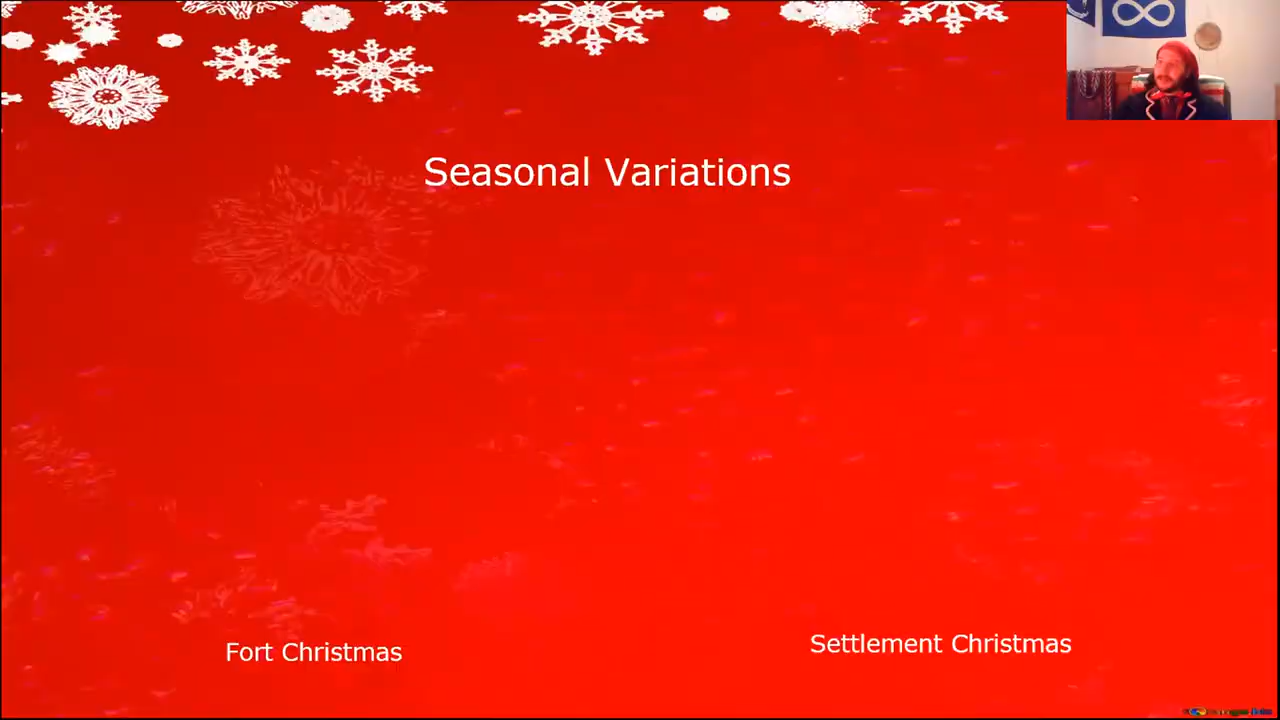 Seasonal Variations
Fort Christmas
Settlement Christmas